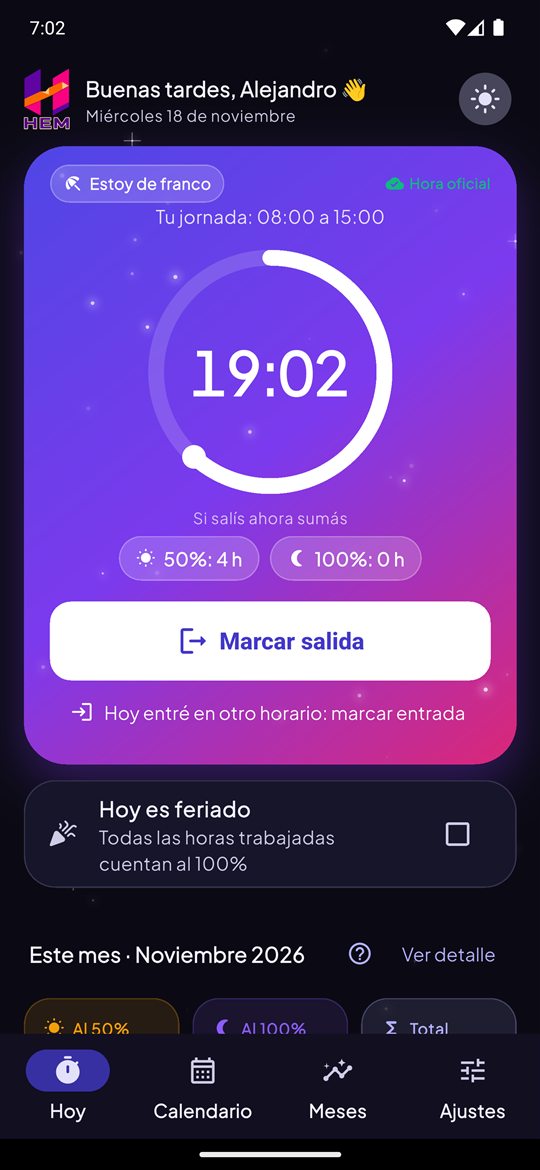 7:02
HEM
Buenas tardes, Alejandro 👋
Miércoles 18 de noviembre
Estoy de franco
Hora oficial
Tu jornada: 08:00 a 15:00
19:02
Si salís ahora sumás
50%: 4 h
100%: 0 h
Marcar salida
Hoy entré en otro horario: marcar entrada
Hoy es feriado
Todas las horas trabajadas
cuentan al 100%
Este mes · Noviembre 2026
Ver detalle
Al 50%
Al 100%
Σ Total
Hoy
Calendario
Meses
Ajustes